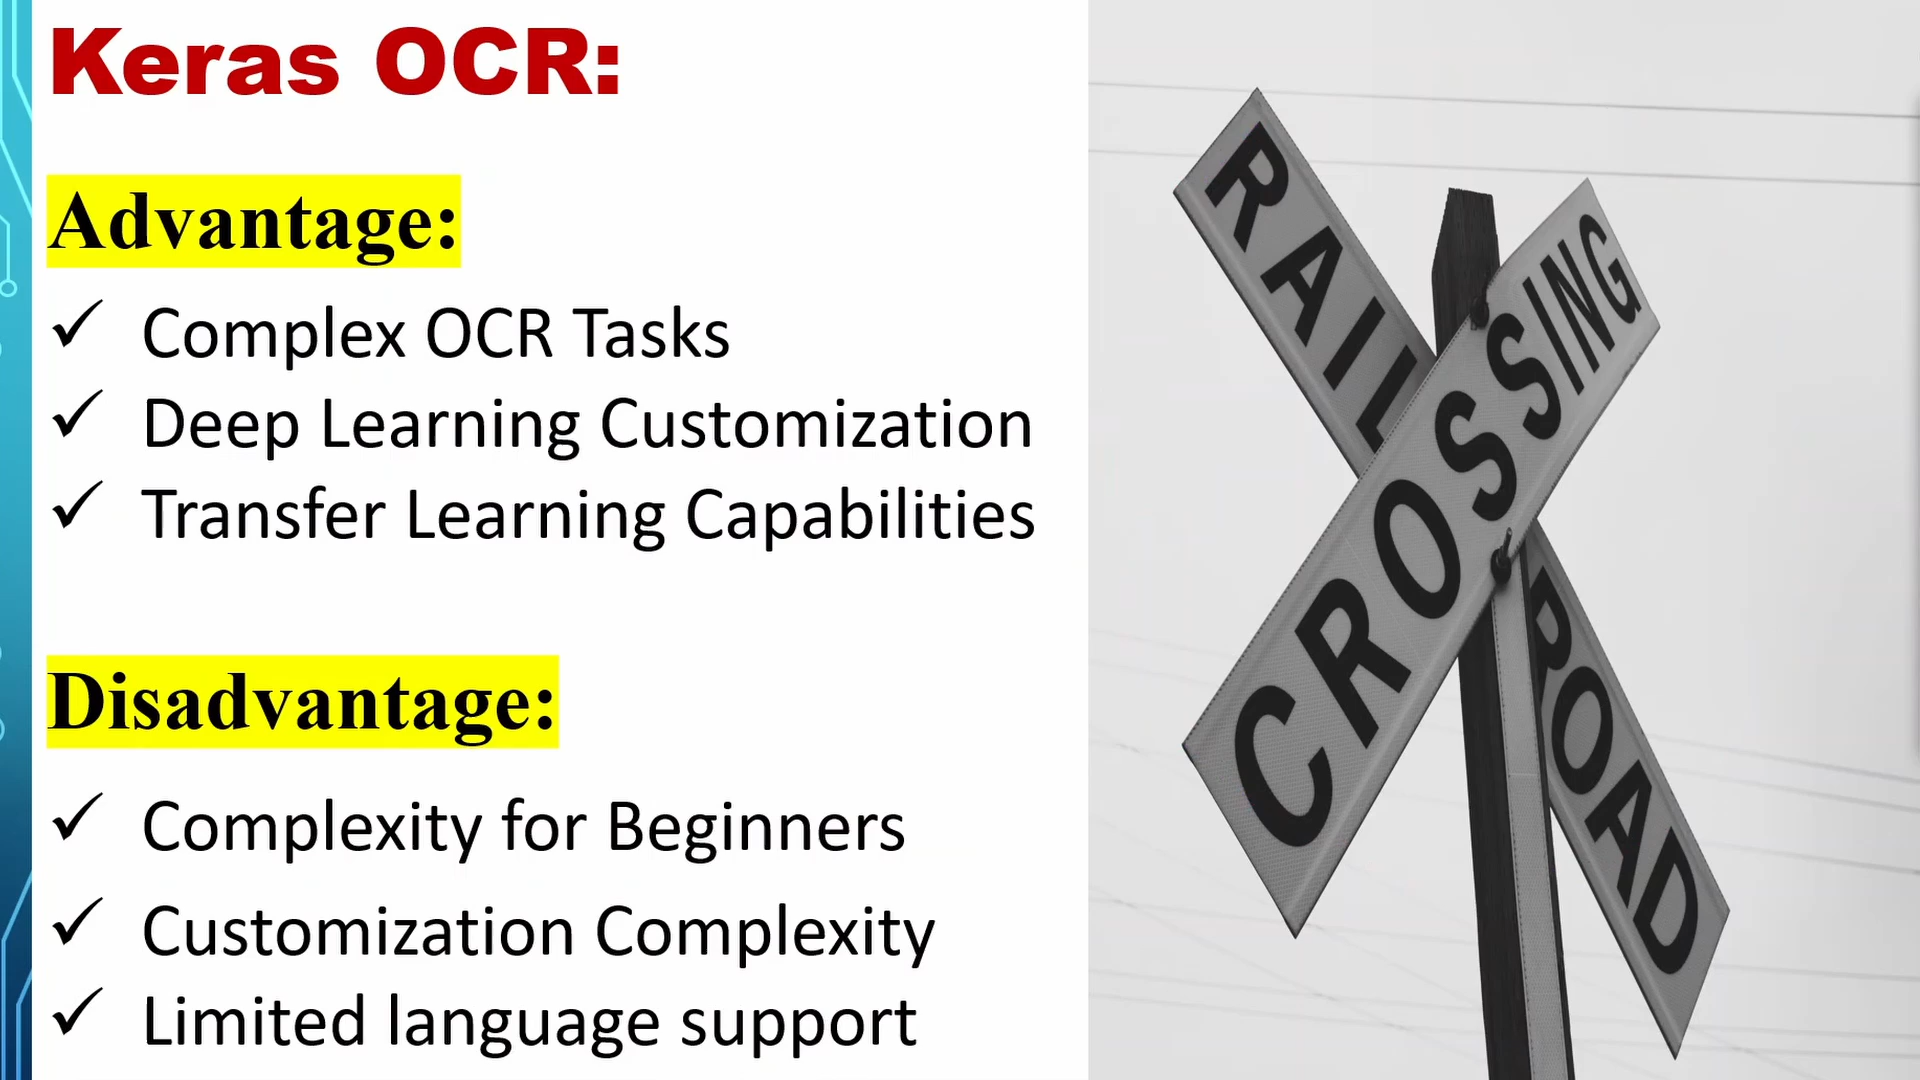 Keras OCR:
Advantage:
✓ Complex OCR Tasks
✓ Deep Learning Customization
✓ Transfer Learning Capabilities
Disadvantage:
✓ Complexity for Beginners
✓ Customization Complexity
✓ Limited language support
RAIL
CROSSING
ROAD